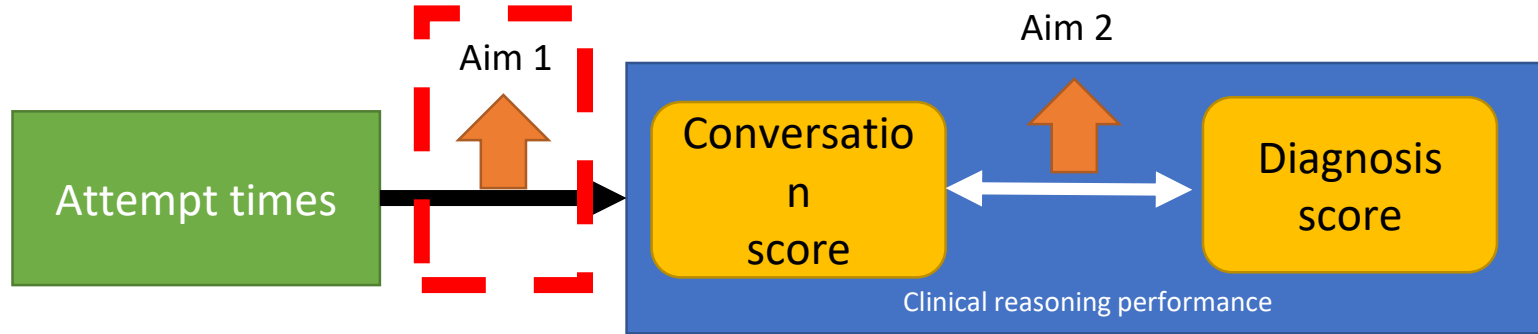 Aim 1
Aim 2
Attempt times
Conversatio
n
score
Diagnosis
score
Clinical reasoning performance